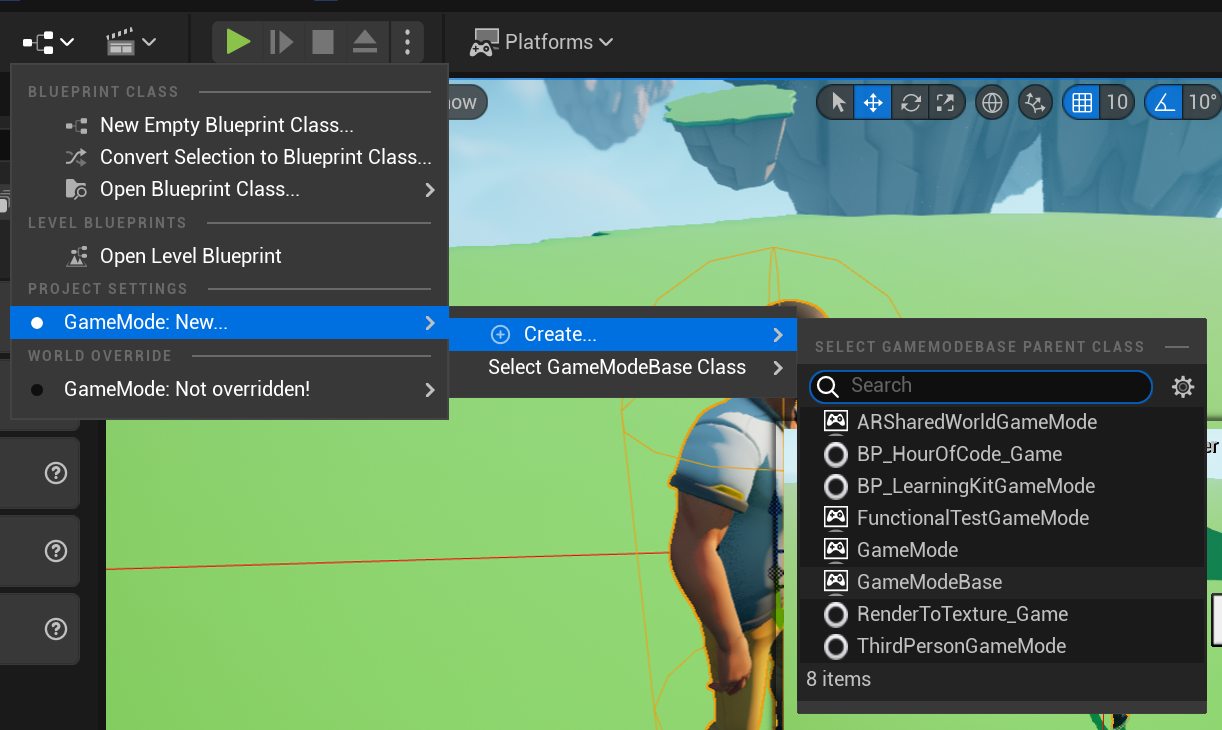 Platforms
BLUEPRINT CLASS
New Empty Blueprint Class...
Convert Selection to Blueprint Class...
Open Blueprint Class...
LEVEL BLUEPRINTS
Open Level Blueprint
PROJECT SETTINGS
GameMode: New...
WORLD OVERRIDE
GameMode: Not overridden!
10
10°
Create...
Select GameModeBase Class
SELECT GAMEMODEBASE PARENT CLASS
Search
ARSharedWorldGameMode
BP_HourOfCode_Game
BP_LearningKitGameMode
FunctionalTestGameMode
GameMode
GameModeBase
RenderToTexture_Game
ThirdPersonGameMode
8 items